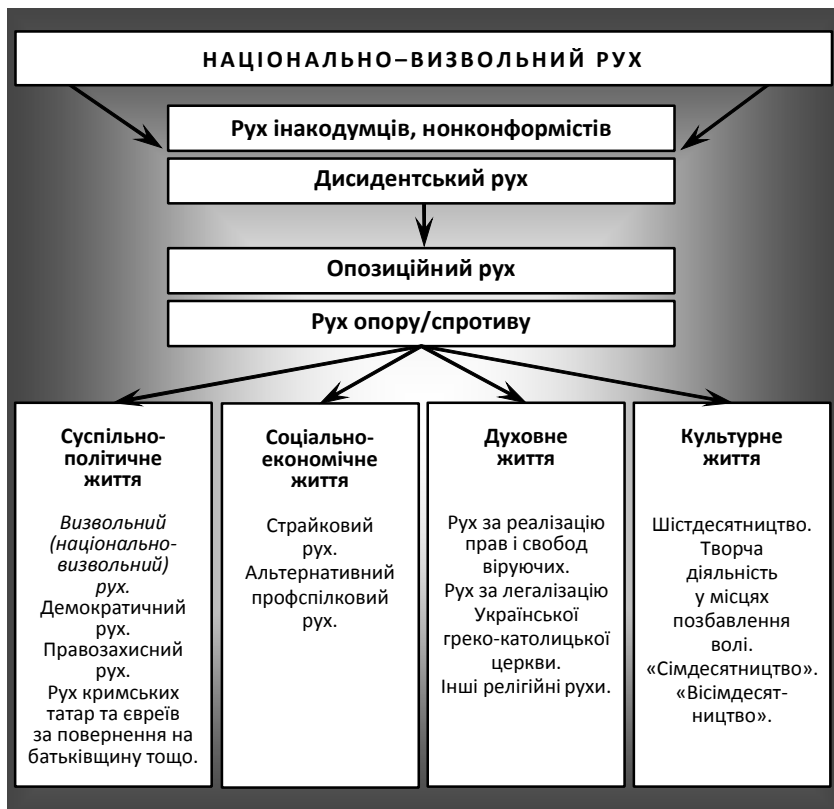 НАЦІОНАЛЬНО–ВИЗВОЛЬНИЙ РУХ
Рух інакодумців, нонконформістів
Дисидентський рух
Опозиційний рух
Рух опору/спротиву
Суспільно-
політичне
життя
Визвольний
(національно-
визвольний)
рух.
Демократичний
рух.
Правозахисний
рух.
Рух кримських
татар та євреїв
за повернення на
батьківщину тощо.
Соціально-
економічне
життя
Страйковий
рух.
Альтернативний
профспілковий
рух.
Духовне
життя
Рух за реалізацію
прав і свобод
віруючих.
Рух за легалізацію
Української
греко-католицької
церкви.
Інші релігійні рухи.
Культурне
життя
Шістдесятництво.
Творча
діяльність
у місцях
позбавлення
волі.
«Сімдесятництво».
«Вісімдесят-
ництво».